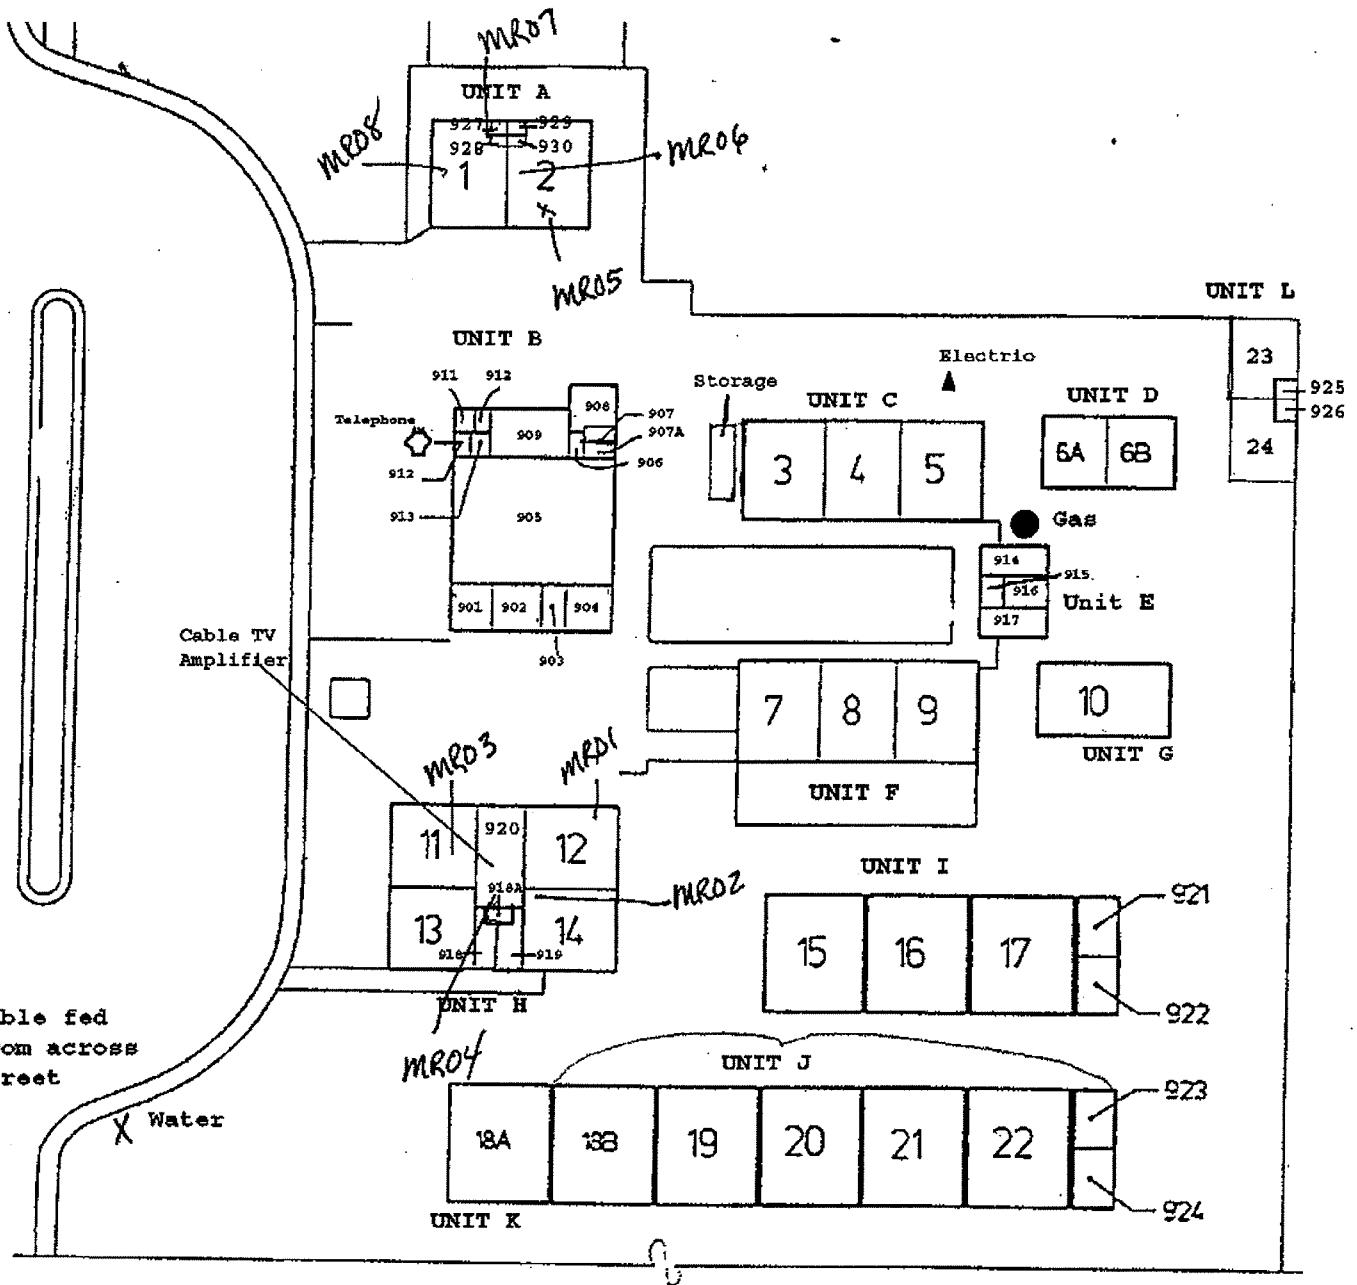 MR07
UNIT A
927 929
928 930
MR08
1
2
MR06
MR05
UNIT L
UNIT B
Electric
23
911 912
Storage
UNIT C
UNIT D
925
926
908
907
Telephone
909
907A
906
912
3
4
5
6A
6B
24
913
905
Gas
914
915
916
Unit E
917
901
902
904
903
Cable TV
Amplifier
7
8
9
10
UNIT G
MR03
MR01
UNIT F
11
920
12
UNIT I
918A
MR02
921
13
14
15
16
17
918
919
922
UNIT H
ble fed
om across
reet
MR04
UNIT J
923
X Water
18A
18B
19
20
21
22
924
UNIT K